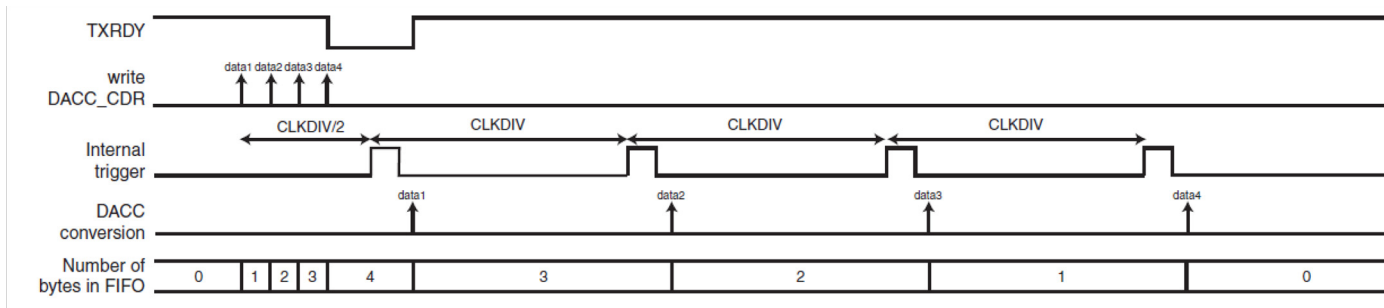 TXRDY
data1 data2 data3 data4
write
DACC_CDR
CLKDIV/2 CLKDIV CLKDIV CLKDIV
Internal
trigger
data1 data2 data3 data4
DACC
conversion
Number of
bytes in FIFO
0 1 2 3 4 3 2 1 0